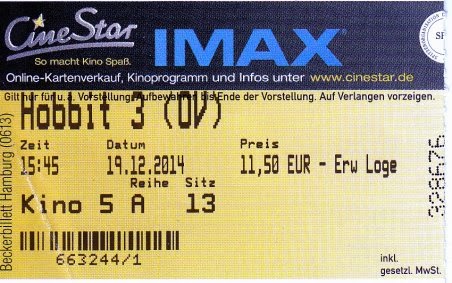 CineStar
So macht Kino Spaß.
IMAX
Online-Kartenverkauf, Kinoprogramm und Infos unter www.cinestar.de
Gilt nur für u.a. Vorstellung. Aufbewahren bis Ende der Vorstellung. Auf Verlangen vorzeigen.
Hobbit 3 (OV)
Zeit Datum Preis
15:45 19.12.2014 11,50 EUR - Erw Loge
Reihe Sitz
Kino 5 A 13
663244/1
inkl.
gesetzl. MwSt.
Beckerbillett Hamburg (0613)
328676